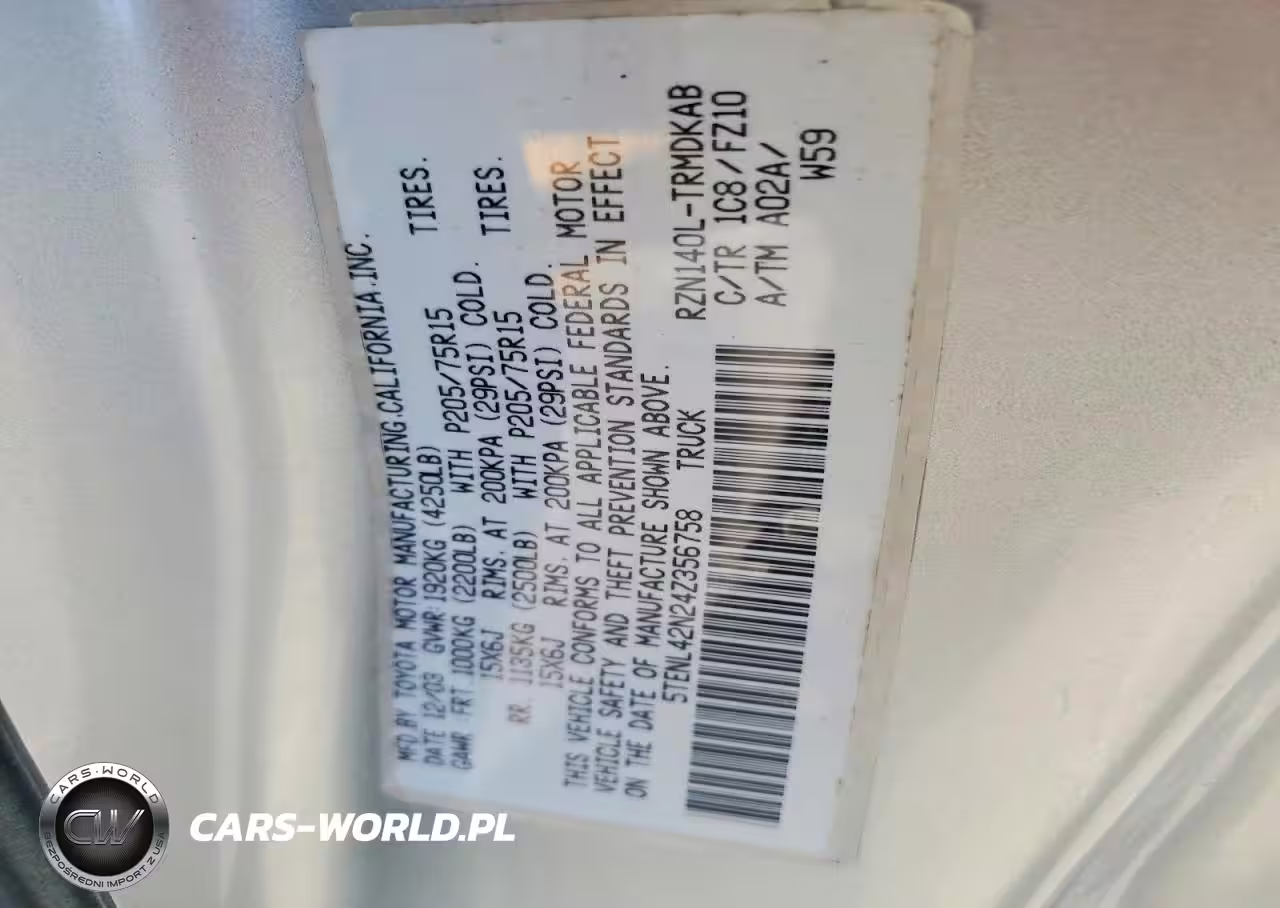 MFD BY TOYOTA MOTOR MANUFACTURING.CALIFORNIA.INC.
DATE 12/03 GVWR:1920KG (4250LB)
GAWR FRT 1000KG (2200LB) WITH P205/75R15 TIRES.
15X6J RIMS, AT 200KPA (29PSI) COLD.
RR. 1135KG (2500LB) WITH P205/75R15 TIRES.
15X6J RIMS, AT 200KPA (29PSI) COLD.
THIS VEHICLE CONFORMS TO ALL APPLICABLE FEDERAL MOTOR
VEHICLE SAFETY AND THEFT PREVENTION STANDARDS IN EFFECT
ON THE DATE OF MANUFACTURE SHOWN ABOVE.
5TENL42N24Z356758 TRUCK
RZN140L-TRMDKAB
C/TR 1C8/FZ10
A/TM A02A/
W59
CARS-WORLD
CW
BEZPOŚREDNI IMPORT Z USA
CARS-WORLD.PL